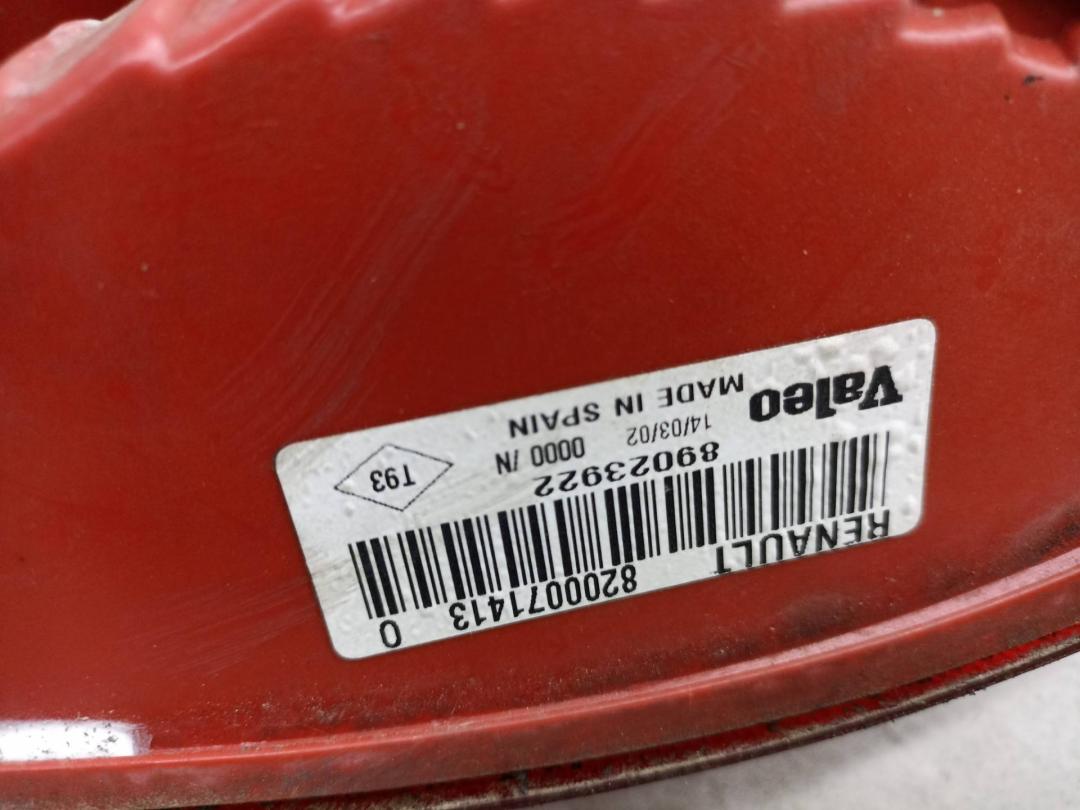 RENAULT 8200071413 0
89023922
14/03/02 0000 /N
Valeo MADE IN SPAIN
T93